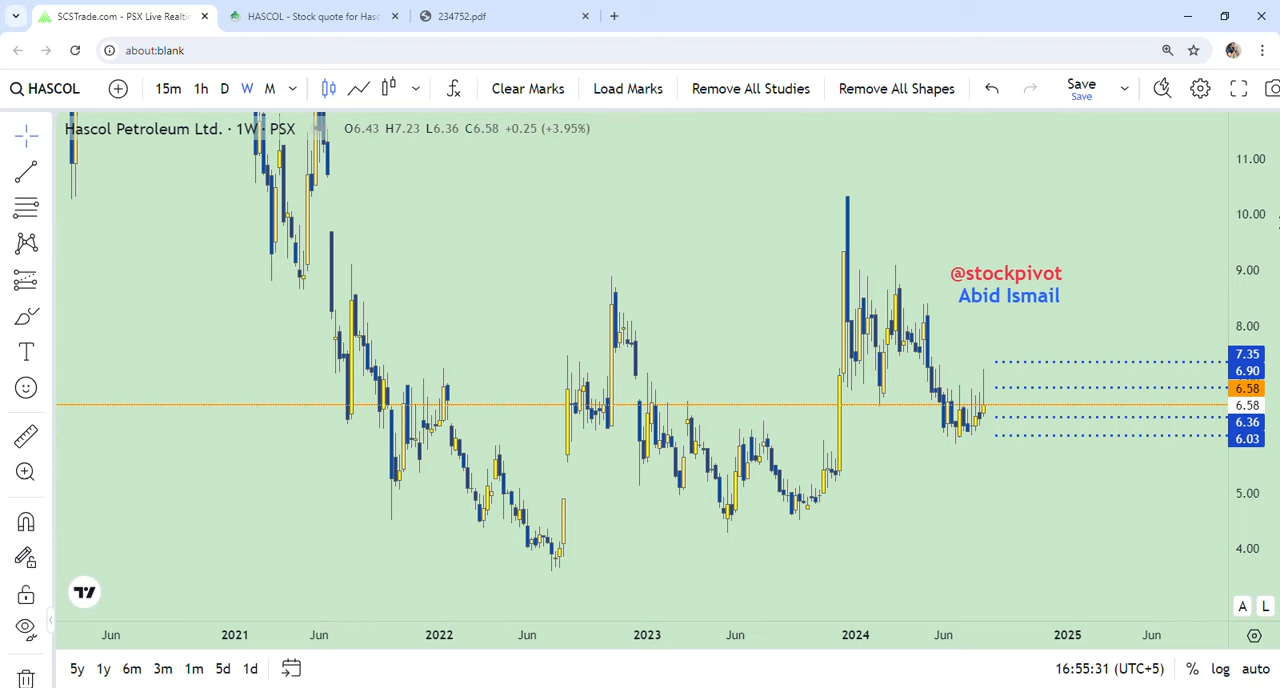 SCSTrade.com - PSX Live Realti
HASCOL - Stock quote for Hasc
234752.pdf
about:blank
HASCOL 15m 1h D W M Clear Marks Load Marks Remove All Studies Remove All Shapes Save
Save
Hascol Petroleum Ltd. · 1W · PSX O6.43 H7.23 L6.36 C6.58 +0.25 (+3.95%)
11.00
10.00
9.00
@stockpivot
Abid Ismail
8.00
7.35
6.90
6.58
6.58
6.36
6.03
5.00
4.00
A L
Jun 2021 Jun 2022 Jun 2023 Jun 2024 Jun 2025 Jun
5y 1y 6m 3m 1m 5d 1d 16:55:31 (UTC+5) % log auto